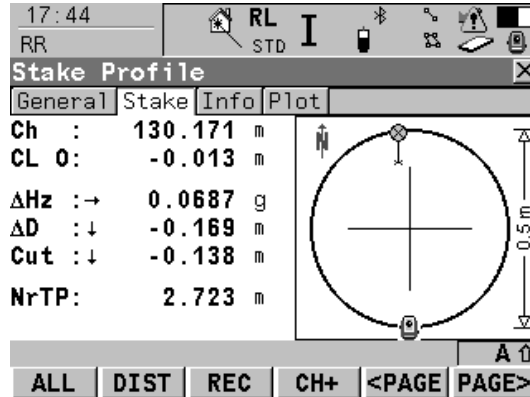 17:44
RR
RL
STD
I
Stake Profile
General Stake Info Plot
Ch : 130.171 m
CL O: -0.013 m
ΔHz :→ 0.0687 g
ΔD :↓ -0.169 m
Cut :↓ -0.138 m
NrTP: 2.723 m
N
0.5 m
A
ALL DIST REC CH+ <PAGE PAGE>